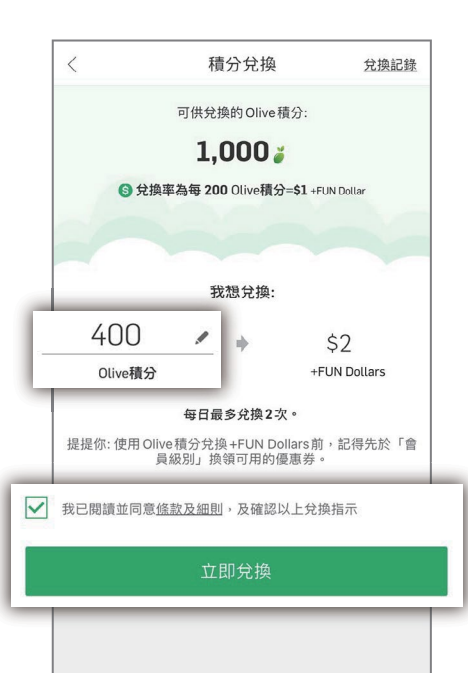 積分兌換
兌換記錄
可供兌換的Olive積分:
1,000
$ 兌換率為每 200 Olive積分=$1 +FUN Dollar
我想兌換:
400
$2
Olive積分
+FUN Dollars
每日最多兌換2次。
提提你: 使用Olive積分兌換+FUN Dollars前，記得先於「會
員級別」換領可用的優惠券。
我已閱讀並同意條款及細則，及確認以上兌換指示
立即兌換